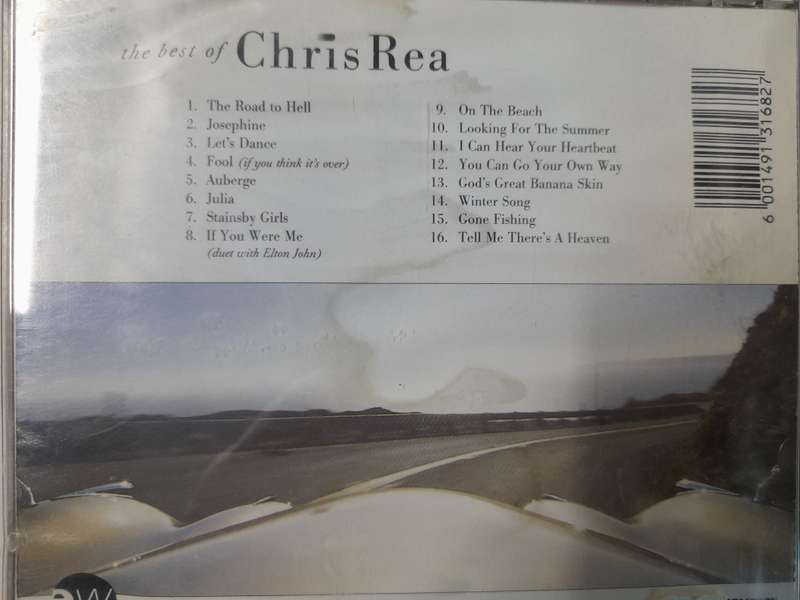 the best of Chris Rea
1. The Road to Hell
2. Josephine
3. Let's Dance
4. Fool (if you think it's over)
5. Auberge
6. Julia
7. Stainsby Girls
8. If You Were Me
(duet with Elton John)
9. On The Beach
10. Looking For The Summer
11. I Can Hear Your Heartbeat
12. You Can Go Your Own Way
13. God's Great Banana Skin
14. Winter Song
15. Gone Fishing
16. Tell Me There's A Heaven
6 001491 316827